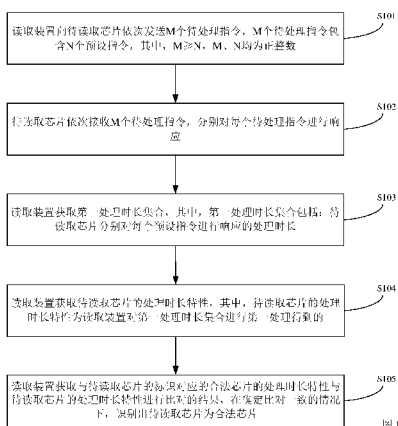 S101
读取装置向待读取芯片依次发送M个待处理指令，M个待处理指令包
含N个预设指令，其中，M≥N，M、N均为正整数
S102
待读取芯片依次接收M个待处理指令，分别对每个待处理指令进行响
应
S103
读取装置获取第一处理时长集合，其中，第一处理时长集合包括：待
读取芯片分别对每个预设指令进行响应的处理时长
S104
读取装置获取待读取芯片的处理时长特性，其中，待读取芯片的处理
时长特性为读取装置对第一处理时长集合进行第一处理得到的
S105
读取装置获取与待读取芯片的标识对应的合法芯片的处理时长特性与
待读取芯片的处理时长特性进行比对的结果，在确定比对一致的情况
下，识别出待读取芯片为合法芯片
图1